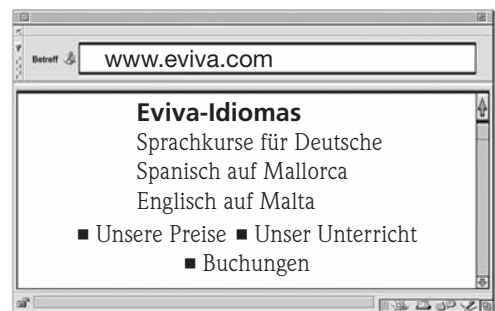 Betreff www.eviva.com
Eviva-Idiomas
Sprachkurse für Deutsche
Spanisch auf Mallorca
Englisch auf Malta
■ Unsere Preise ■ Unser Unterricht
■ Buchungen